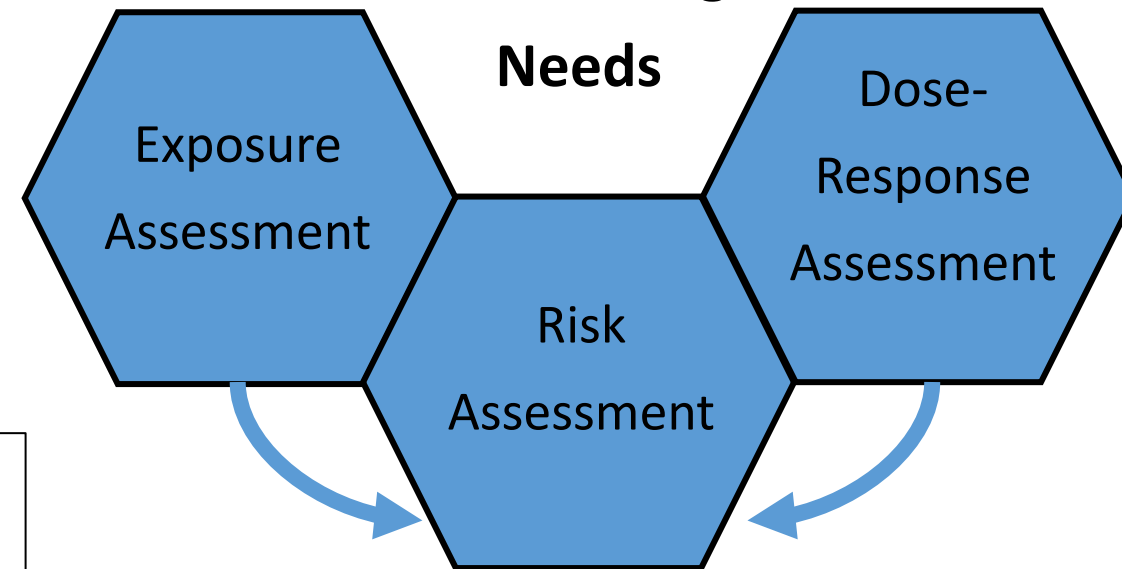 Needs
Exposure
Assessment
Dose-
Response
Assessment
Risk
Assessment